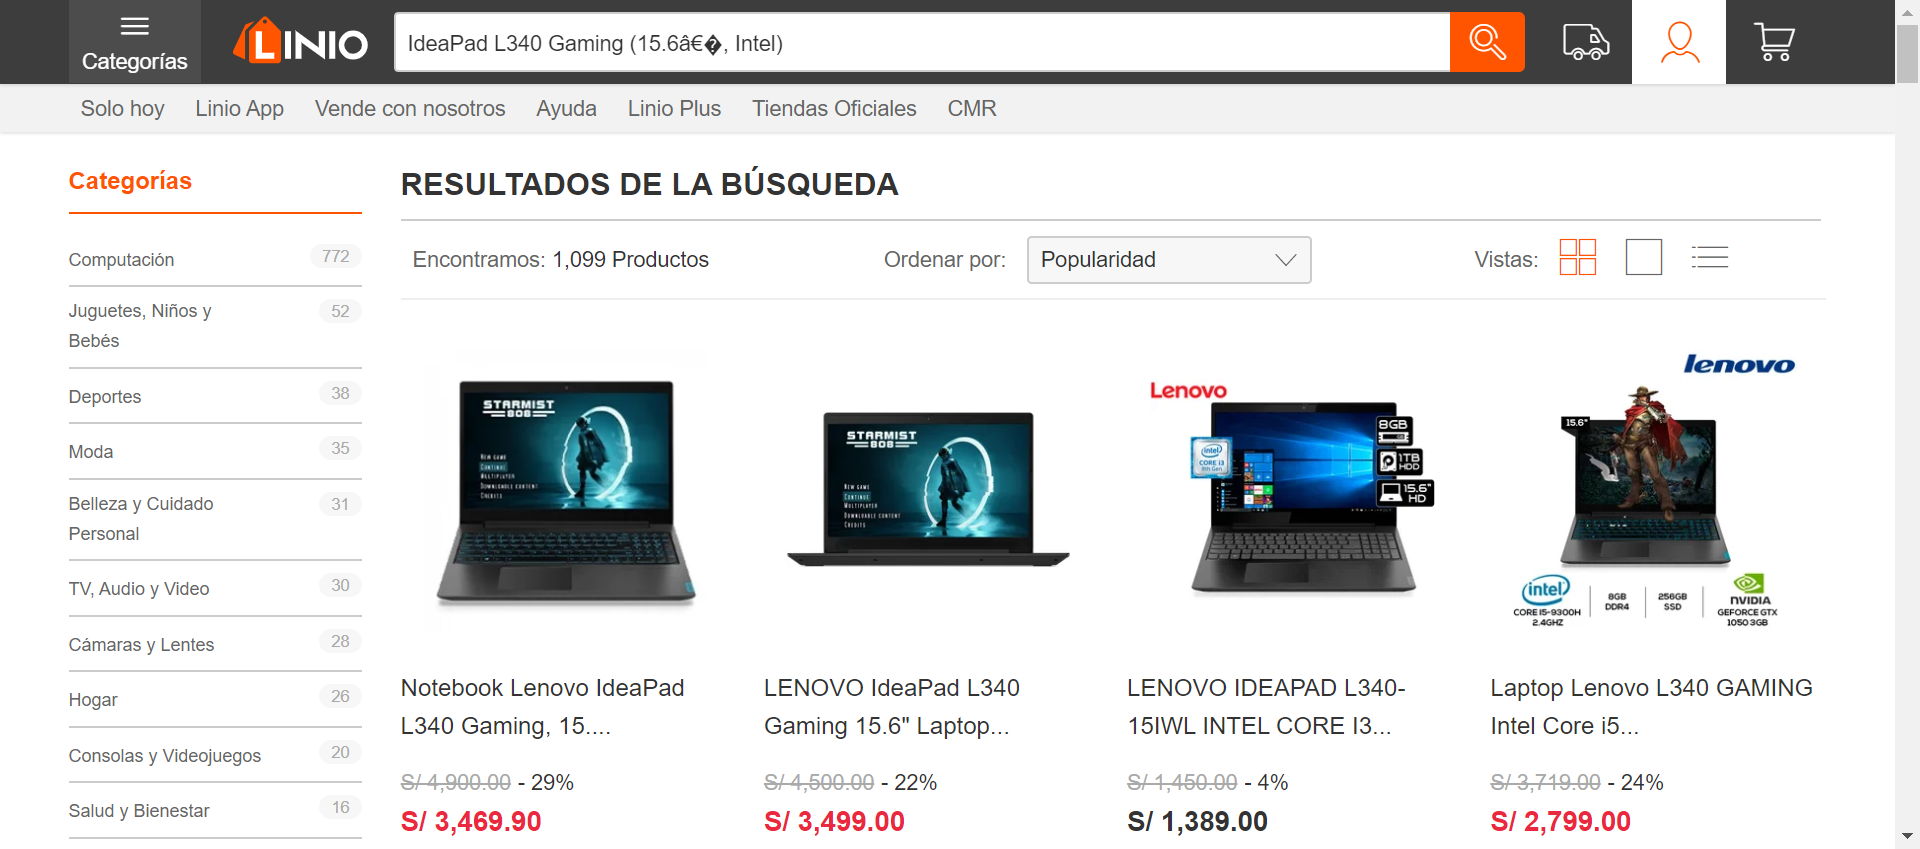 Categorías
LINIO
IdeaPad L340 Gaming (15.6â€�, Intel)
Solo hoy
Linio App
Vende con nosotros
Ayuda
Linio Plus
Tiendas Oficiales
CMR
Categorías
Computación
772
Juguetes, Niños y
Bebés
52
Deportes
38
Moda
35
Belleza y Cuidado
Personal
31
TV, Audio y Video
30
Cámaras y Lentes
28
Hogar
26
Consolas y Videojuegos
20
Salud y Bienestar
16
RESULTADOS DE LA BÚSQUEDA
Encontramos: 1,099 Productos
Ordenar por:
Popularidad
Vistas:
STARMIST
808
NEW GAME
CONTINUE
MULTIPLAYER
DOWNLOADABLE CONTENT
CREDITS
Notebook Lenovo IdeaPad
L340 Gaming, 15....
S/ 4,900.00 - 29%
S/ 3,469.90
STARMIST
808
NEW GAME
CONTINUE
MULTIPLAYER
DOWNLOADABLE CONTENT
CREDITS
LENOVO IdeaPad L340
Gaming 15.6" Laptop...
S/ 4,500.00 - 22%
S/ 3,499.00
Lenovo
intel
CORE i3
8th Gen
8GB
1TB
HDD
15.6"
HD
LENOVO IDEAPAD L340-
15IWL INTEL CORE I3...
S/ 1,450.00 - 4%
S/ 1,389.00
lenovo
15.6"
intel
CORE I5-9300H
2.4GHZ
8GB
DDR4
256GB
SSD
NVIDIA
GEFORCE GTX
1050 3GB
Laptop Lenovo L340 GAMING
Intel Core i5...
S/ 3,719.00 - 24%
S/ 2,799.00